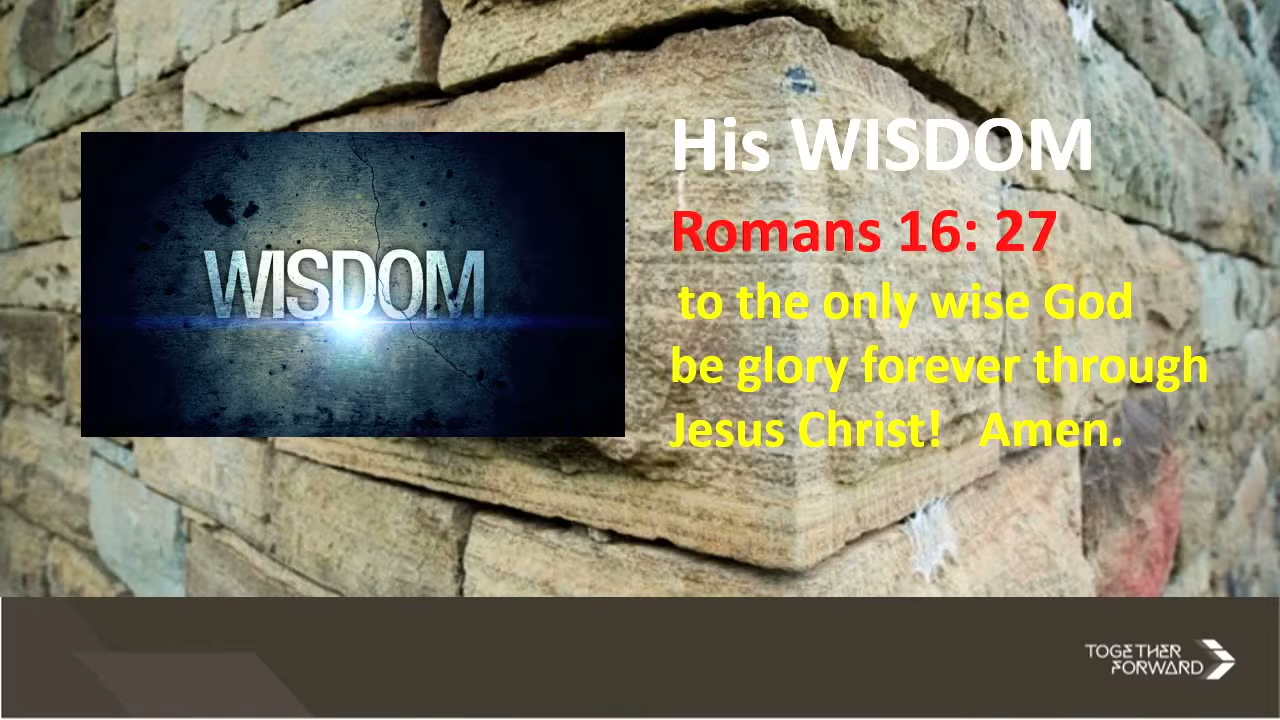 His WISDOM
WISDOM
Romans 16: 27
to the only wise God
be glory forever through
Jesus Christ!   Amen.
TOGETHER
FORWARD